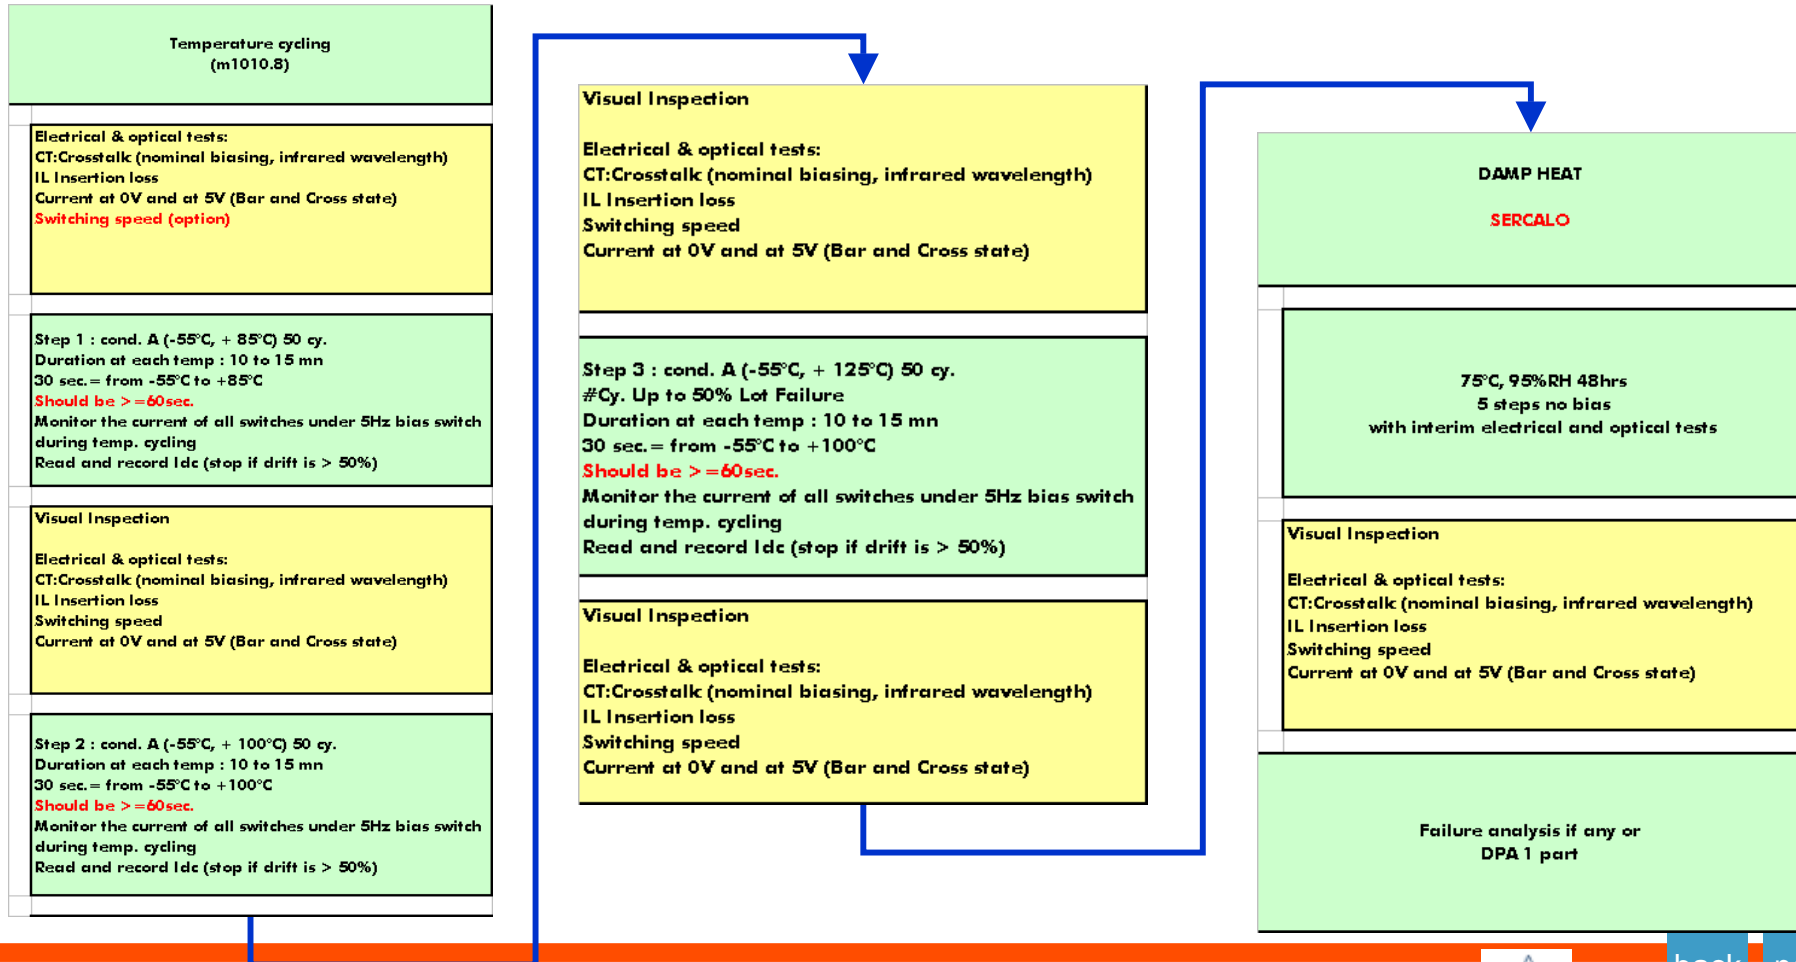 Temperature cycling
(m1010.8)
Electrical & optical tests:
CT:Crosstalk (nominal biasing, infrared wavelength)
IL Insertion loss
Current at 0V and at 5V (Bar and Cross state)
Switching speed (option)
Step 1 : cond. A (-55°C, + 85°C) 50 cy.
Duration at each temp : 10 to 15 mn
30 sec.= from -55°C to +85°C
Should be >=60sec.
Monitor the current of all switches under 5Hz bias switch
during temp. cycling
Read and record Idc (stop if drift is > 50%)
Visual Inspection
Electrical & optical tests:
CT:Crosstalk (nominal biasing, infrared wavelength)
IL Insertion loss
Switching speed
Current at 0V and at 5V (Bar and Cross state)
Step 2 : cond. A (-55°C, + 100°C) 50 cy.
Duration at each temp : 10 to 15 mn
30 sec.= from -55°C to +100°C
Should be >=60sec.
Monitor the current of all switches under 5Hz bias switch
during temp. cycling
Read and record Idc (stop if drift is > 50%)
Visual Inspection
Electrical & optical tests:
CT:Crosstalk (nominal biasing, infrared wavelength)
IL Insertion loss
Switching speed
Current at 0V and at 5V (Bar and Cross state)
Step 3 : cond. A (-55°C, + 125°C) 50 cy.
#Cy. Up to 50% Lot Failure
Duration at each temp : 10 to 15 mn
30 sec.= from -55°C to +100°C
Should be >=60sec.
Monitor the current of all switches under 5Hz bias switch
during temp. cycling
Read and record Idc (stop if drift is > 50%)
Visual Inspection
Electrical & optical tests:
CT:Crosstalk (nominal biasing, infrared wavelength)
IL Insertion loss
Switching speed
Current at 0V and at 5V (Bar and Cross state)
DAMP HEAT
SERCALO
75°C, 95%RH 48hrs
5 steps no bias
with interim electrical and optical tests
Visual Inspection
Electrical & optical tests:
CT:Crosstalk (nominal biasing, infrared wavelength)
IL Insertion loss
Switching speed
Current at 0V and at 5V (Bar and Cross state)
Failure analysis if any or
DPA 1 part